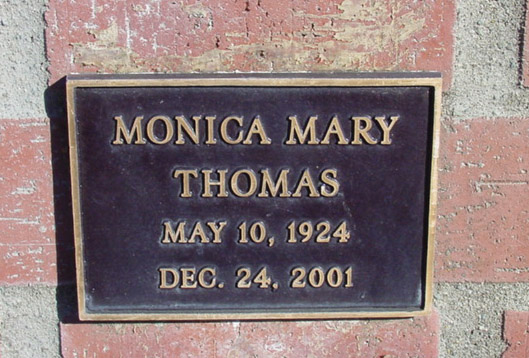 MONICA MARY
THOMAS
MAY 10, 1924
DEC. 24, 2001